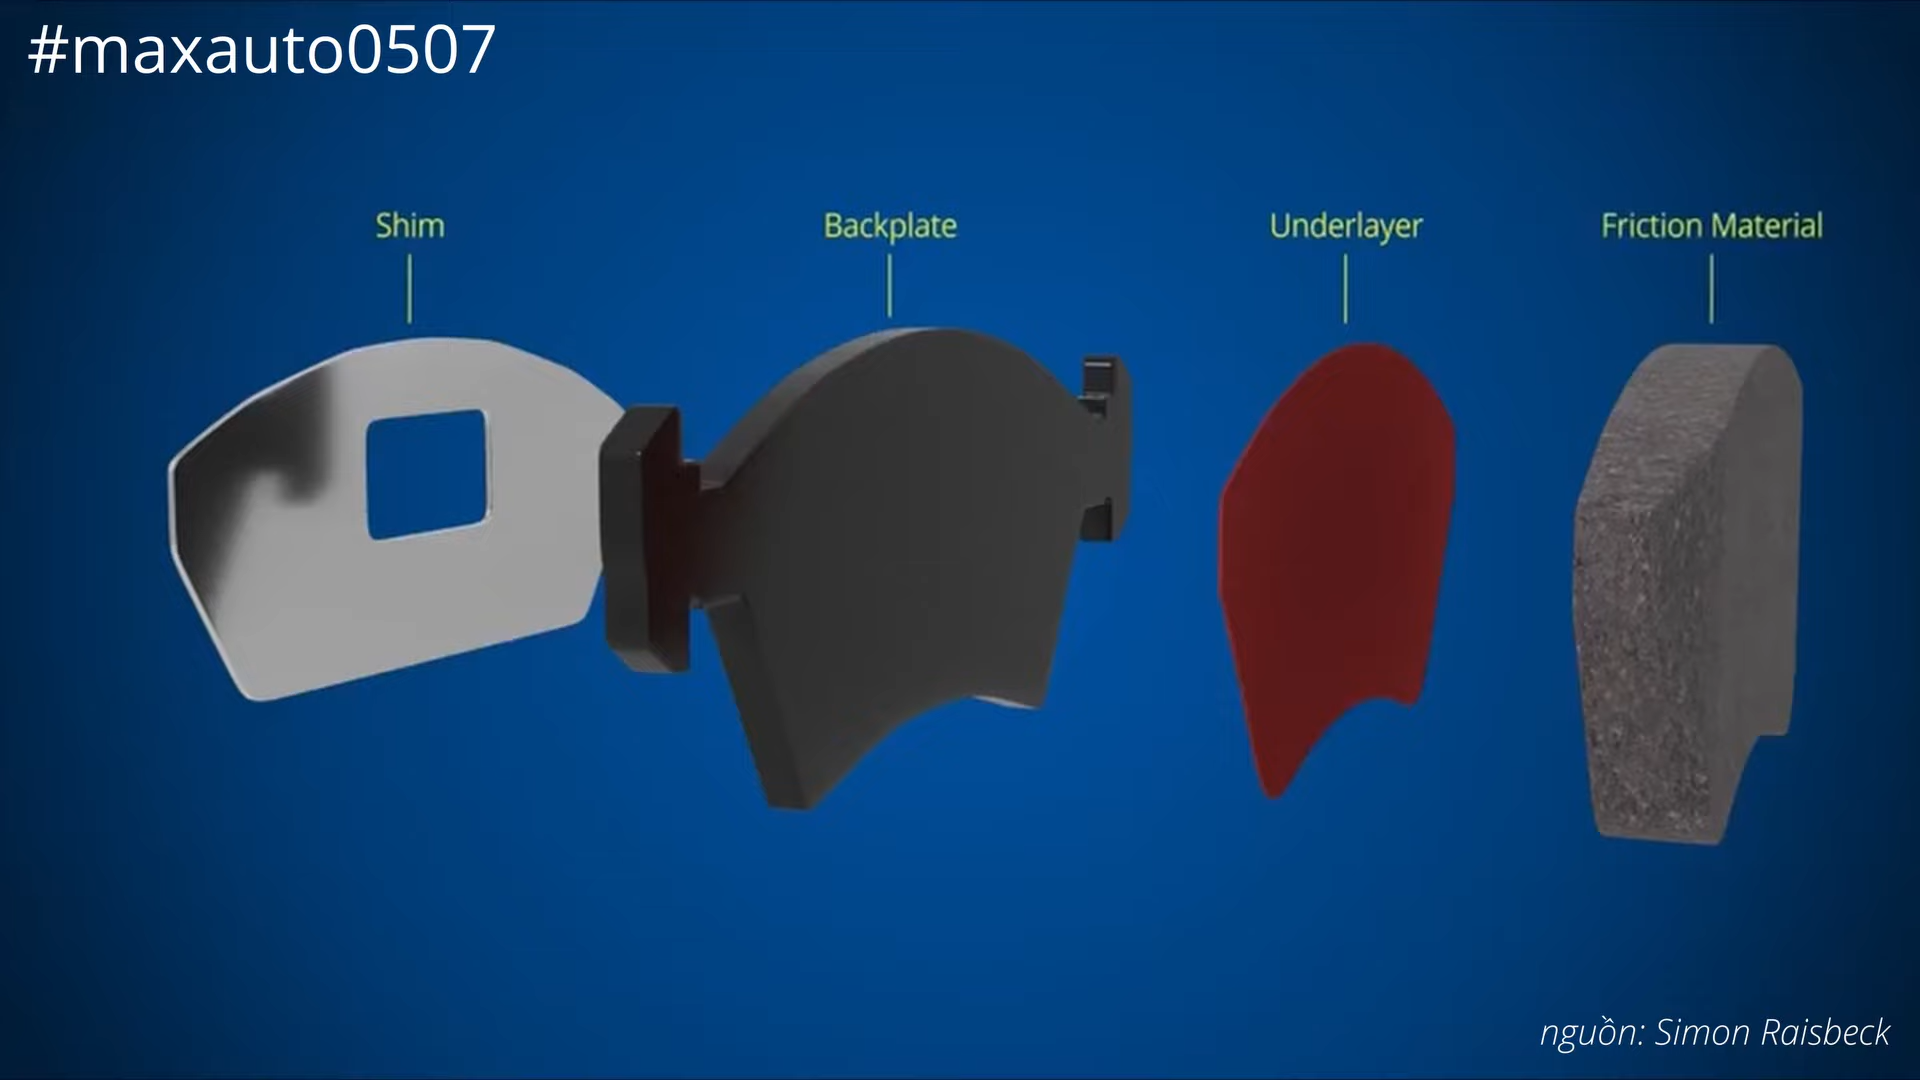 #maxauto0507
Shim
Backplate
Underlayer
Friction Material
nguồn: Simon Raisbeck